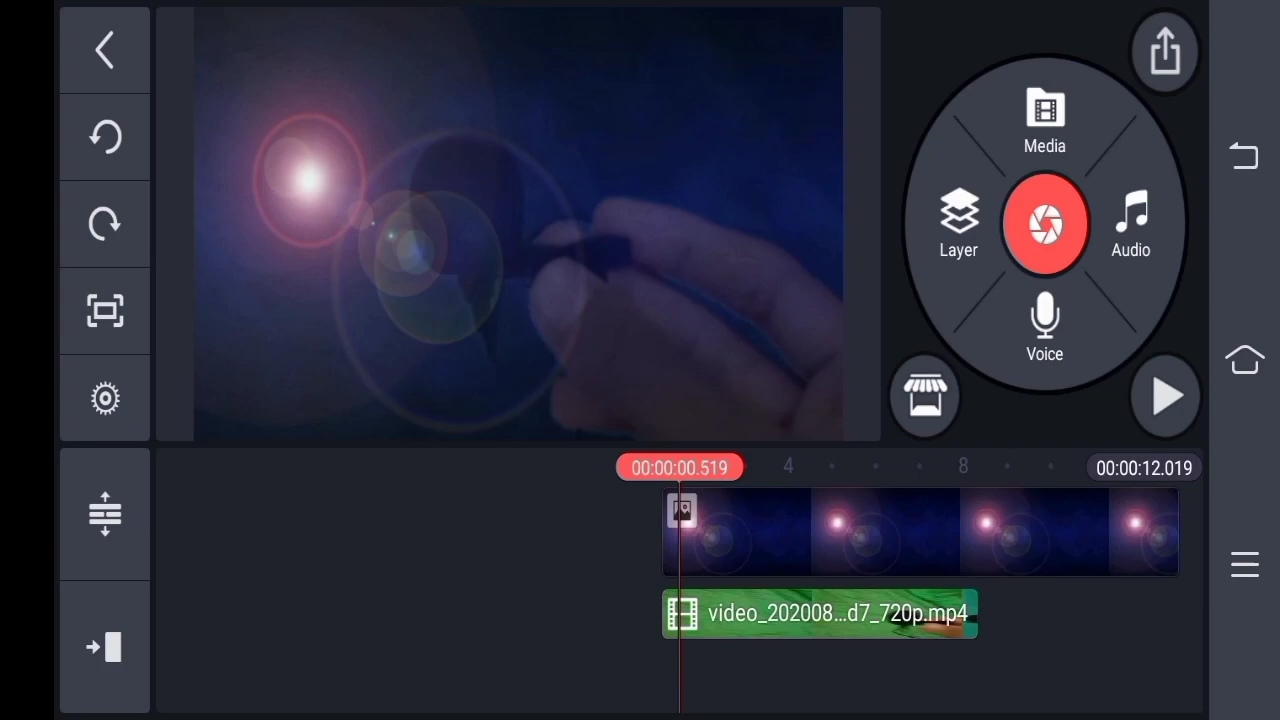 Media
Layer
Audio
Voice
00:00:00.519
4
8
00:00:12.019
video_202008...d7_720p.mp4